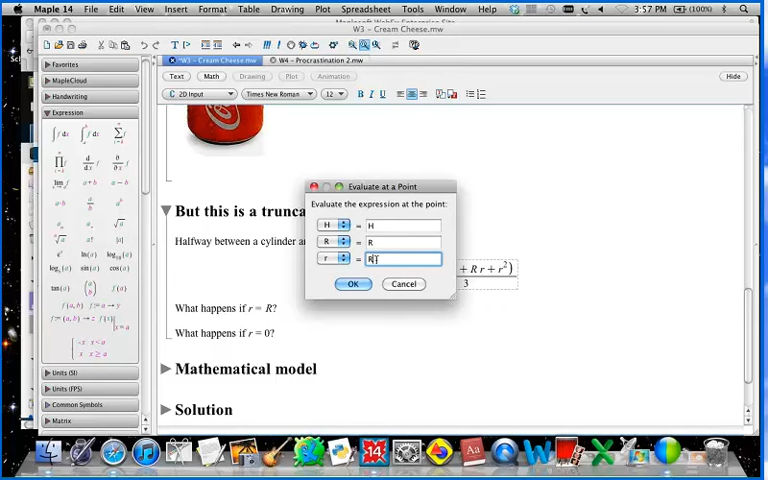 Maple 14 File Edit View Insert Format Table Drawing Plot Spreadsheet Tools Window Help 3:57 PM (100%)
W3 – Cream Cheese.mw
*W3 – Cream Cheese.mw W4 – Procrastination 2.mw
Favorites
MapleCloud
Handwriting
Expression
Text Math Drawing Plot Animation Hide
C 2D Input Times New Roman 12 B I U
But this is a trunca
Halfway between a cylinder a
+ R r + r²)
3
What happens if r = R?
What happens if r = 0?
Mathematical model
Solution
Evaluate at a Point
Evaluate the expression at the point:
H = H
R = R
r = R
OK Cancel
Units (SI)
Units (FPS)
Common Symbols
Matrix